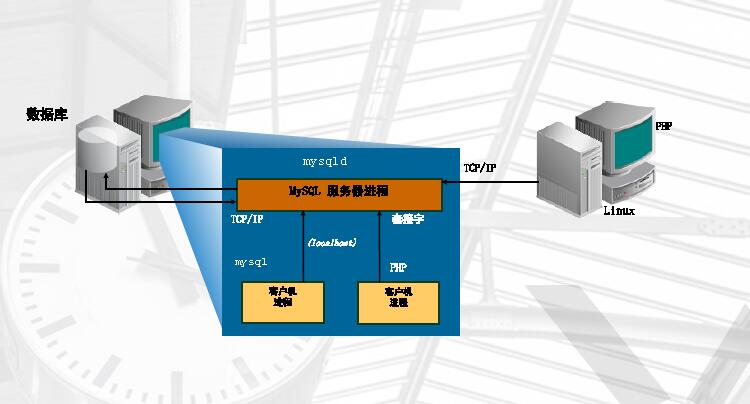 数据库
mysqld
PHP
TCP/IP
MySQL 服务器进程
Linux
TCP/IP
套接字
(localhost)
mysql
PHP
客户机
进程
客户机
进程